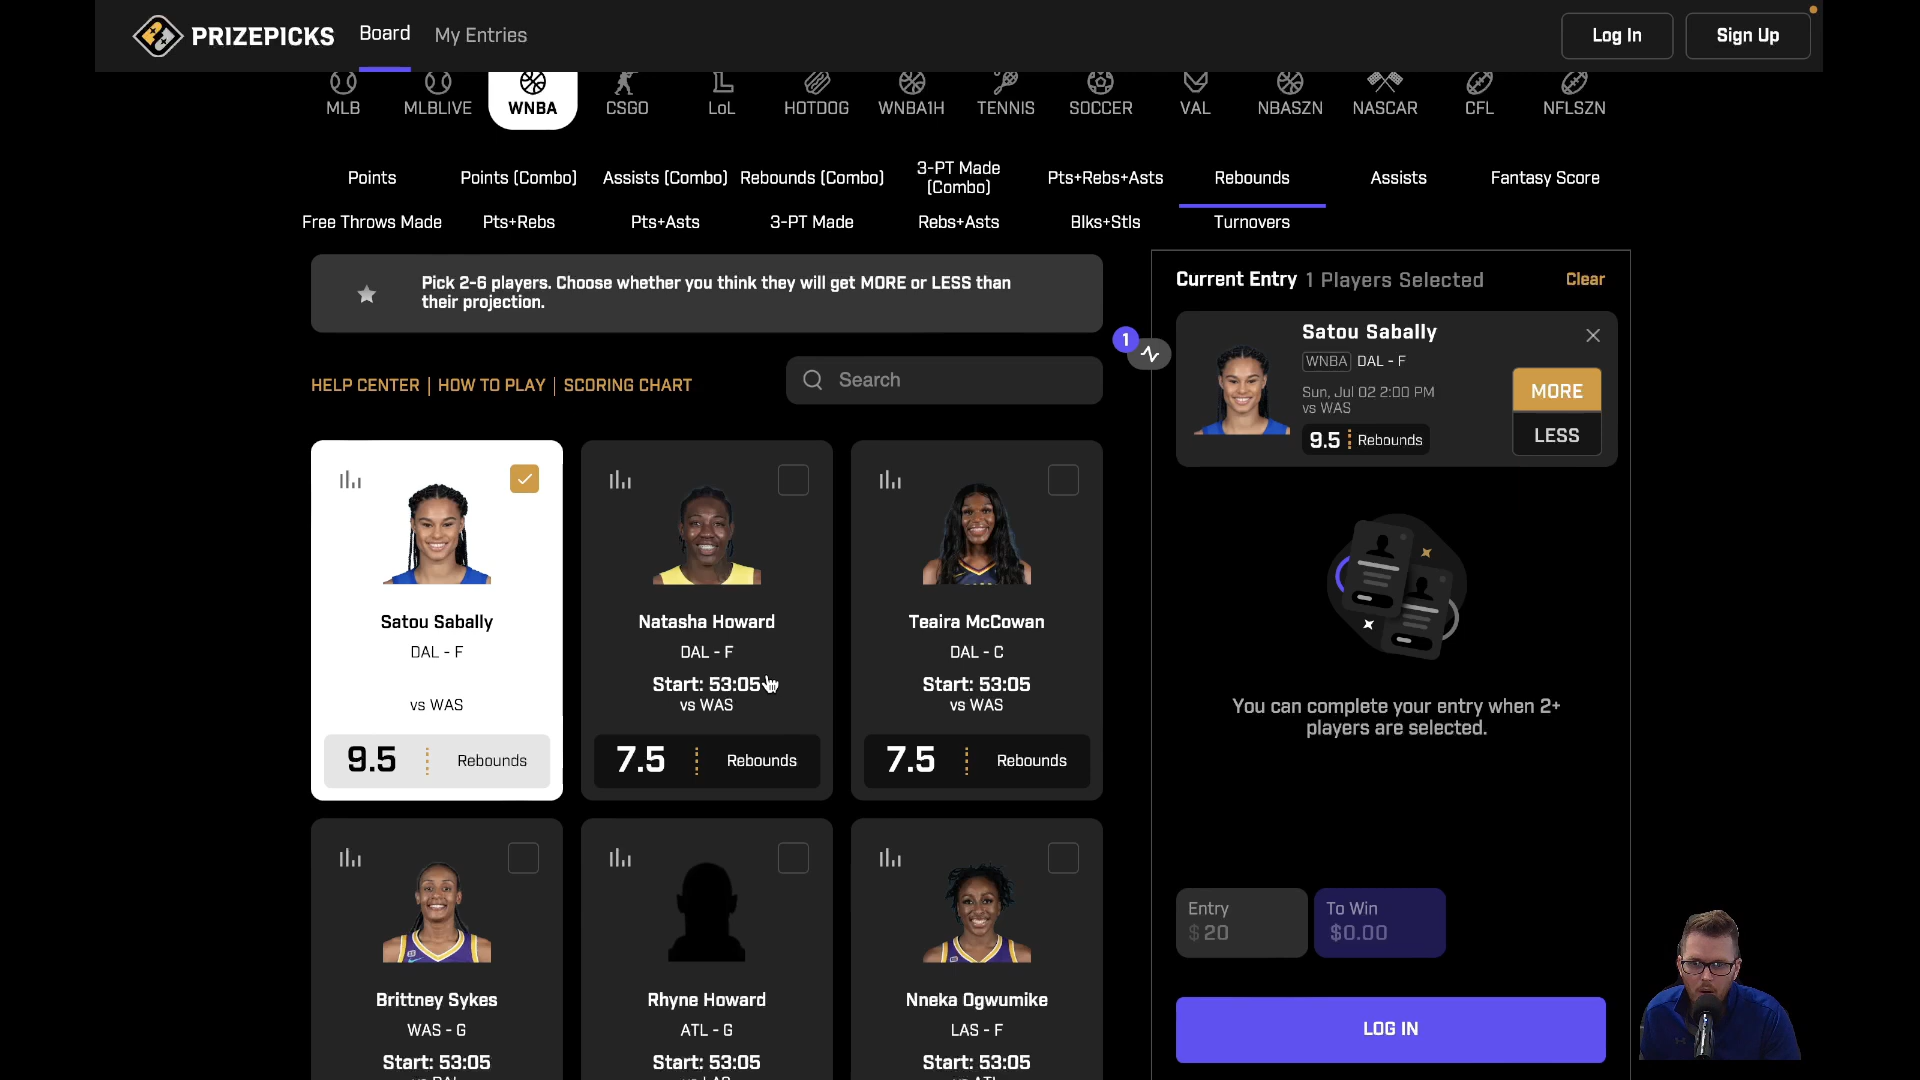 PRIZEPICKS
Board
My Entries
Log In
Sign Up
MLB
MLBLIVE
WNBA
CSGO
LoL
HOTDOG
WNBA1H
TENNIS
SOCCER
VAL
NBASZN
NASCAR
CFL
NFLSZN
Points
Points (Combo)
Assists (Combo)
Rebounds (Combo)
3-PT Made
(Combo)
Pts+Rebs+Asts
Rebounds
Assists
Fantasy Score
Free Throws Made
Pts+Rebs
Pts+Asts
3-PT Made
Rebs+Asts
Blks+Stls
Turnovers
Pick 2-6 players. Choose whether you think they will get MORE or LESS than
their projection.
HELP CENTER | HOW TO PLAY | SCORING CHART
Search
Satou Sabally
DAL - F
vs WAS
9.5 Rebounds
Natasha Howard
DAL - F
Start: 53:05
vs WAS
7.5 Rebounds
Teaira McCowan
DAL - C
Start: 53:05
vs WAS
7.5 Rebounds
Brittney Sykes
WAS - G
Start: 53:05
Rhyne Howard
ATL - G
Start: 53:05
Nneka Ogwumike
LAS - F
Start: 53:05
Current Entry 1 Players Selected
Clear
1
Satou Sabally
WNBA DAL - F
Sun, Jul 02 2:00 PM
vs WAS
9.5 Rebounds
MORE
LESS
You can complete your entry when 2+
players are selected.
Entry
$ 20
To Win
$0.00
LOG IN